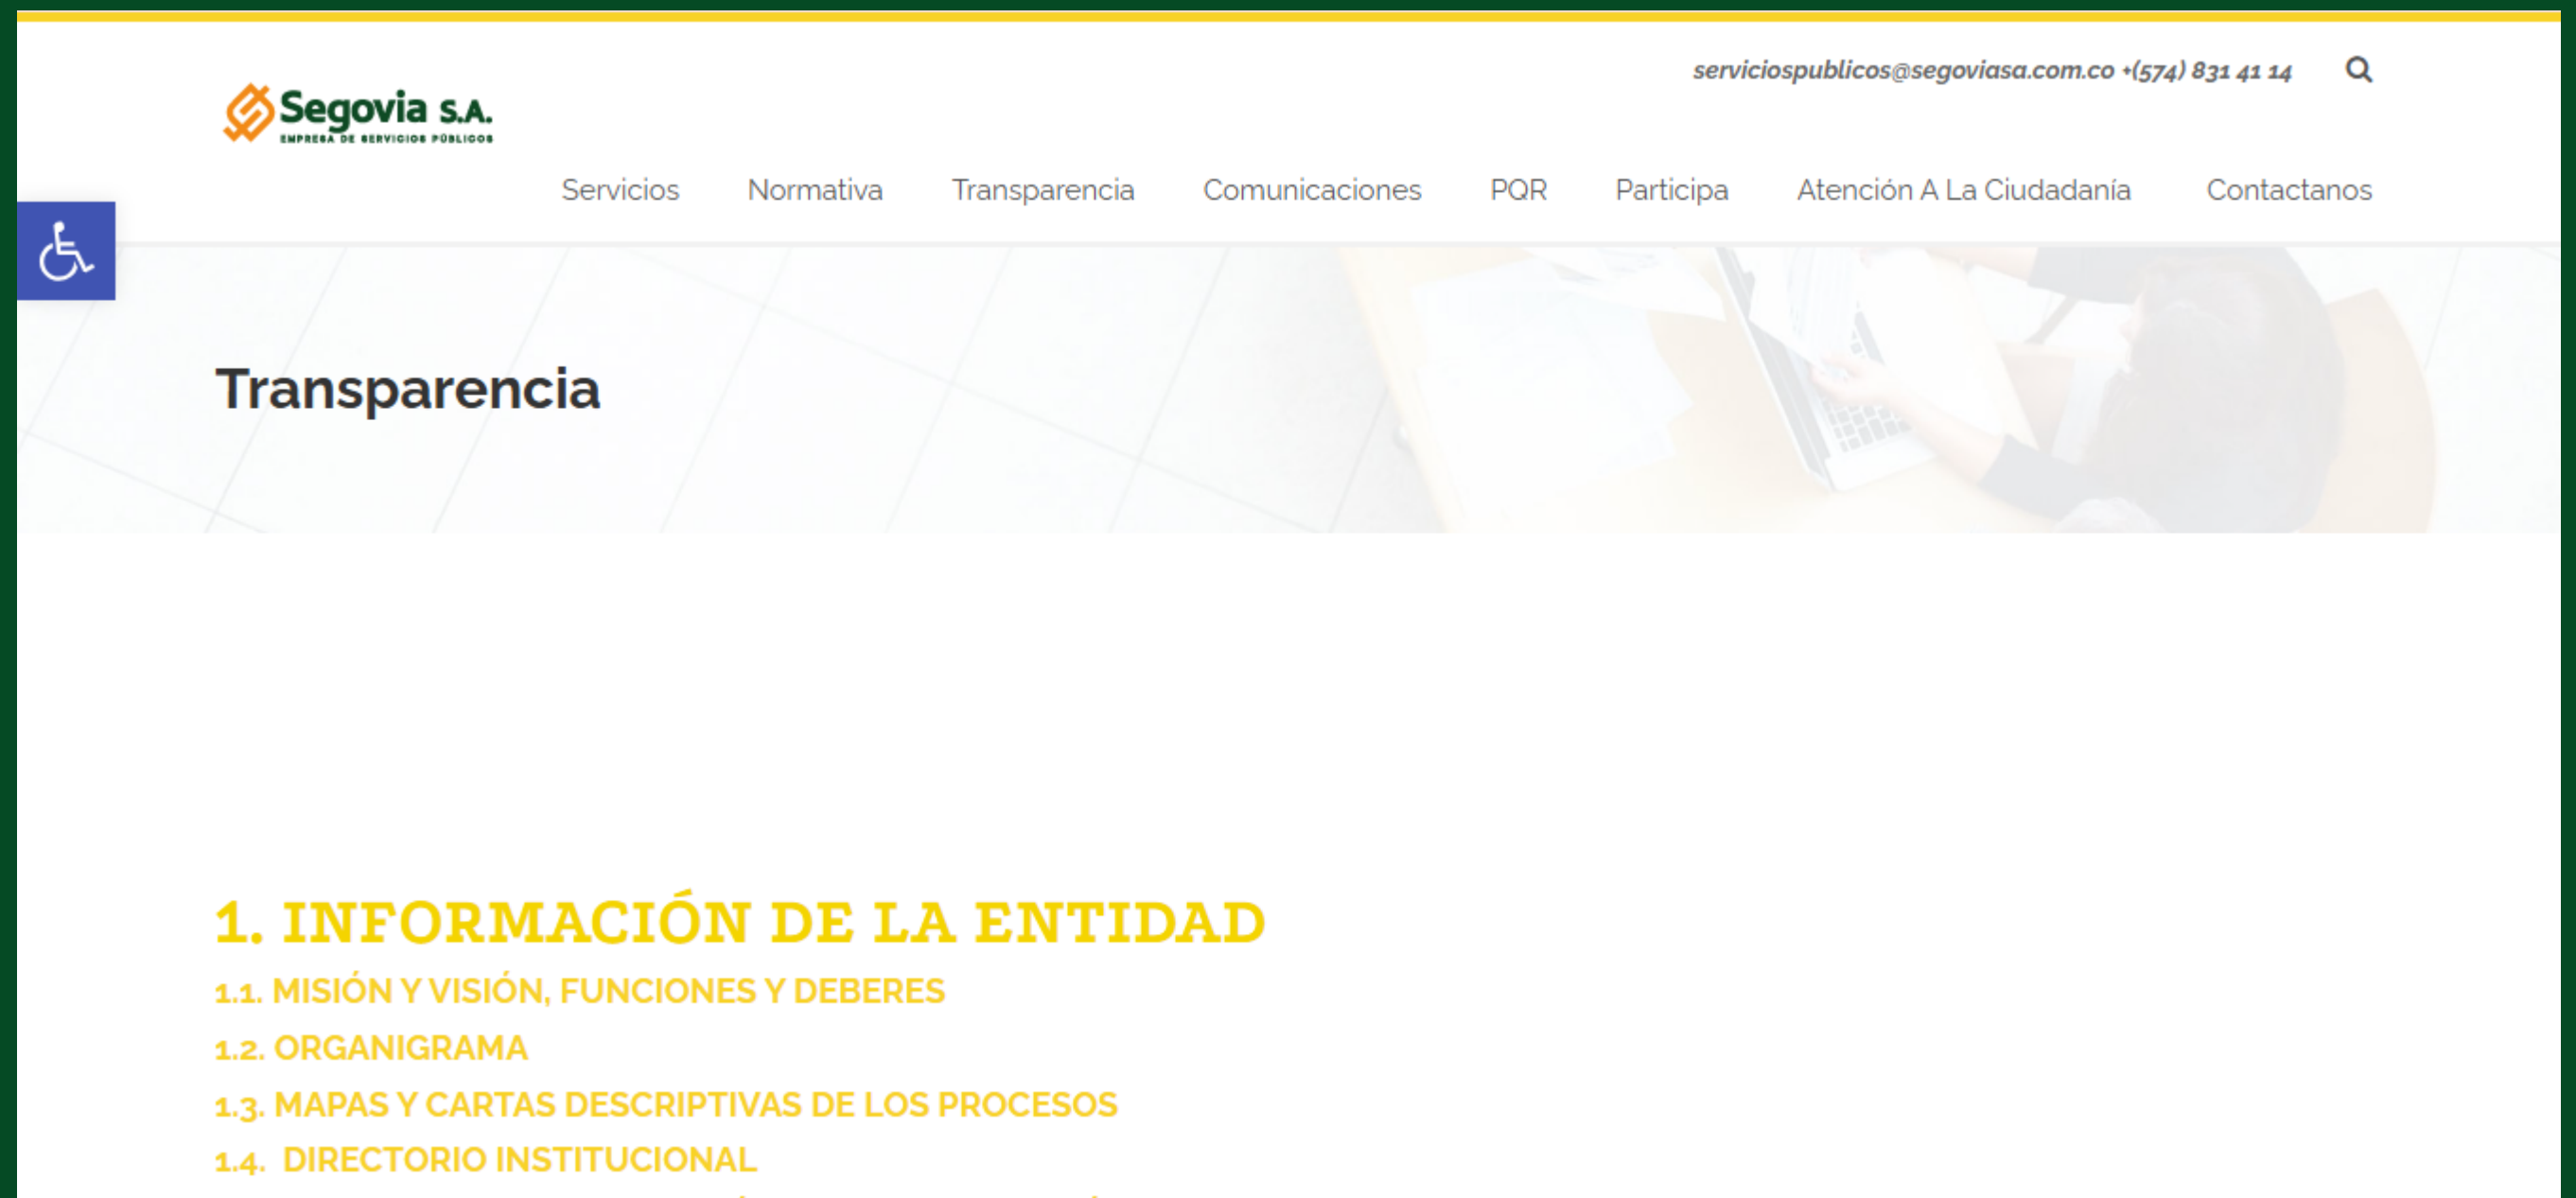 serviciospublicos@segoviasa.com.co +(574) 831 41 14
Segovia S.A.
EMPRESA DE SERVICIOS PÚBLICOS
Servicios Normativa Transparencia Comunicaciones PQR Participa Atención A La Ciudadanía Contactanos
Transparencia
1. INFORMACIÓN DE LA ENTIDAD
1.1. MISIÓN Y VISIÓN, FUNCIONES Y DEBERES
1.2. ORGANIGRAMA
1.3. MAPAS Y CARTAS DESCRIPTIVAS DE LOS PROCESOS
1.4. DIRECTORIO INSTITUCIONAL